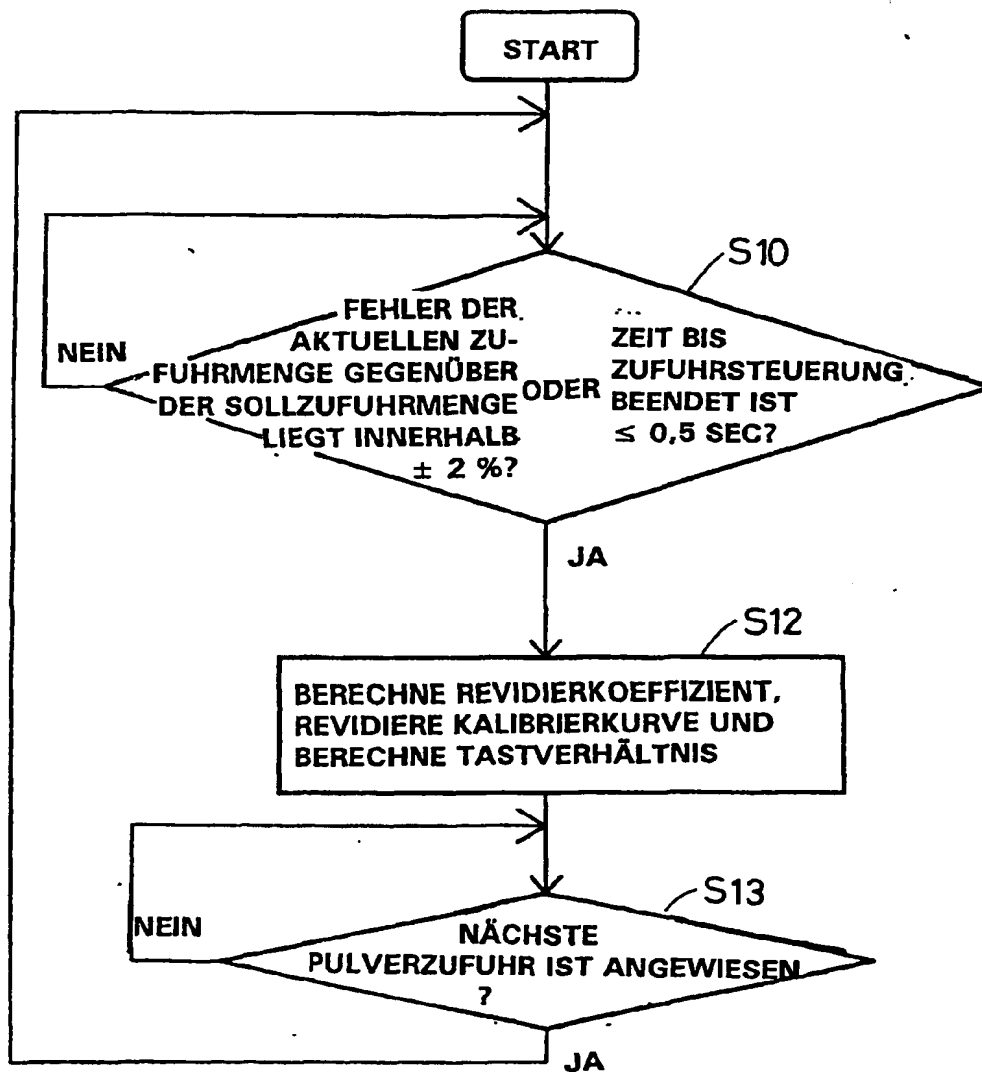 START
S10
NEIN
FEHLER DER
AKTUELLEN ZU-
FUHRMENGE GEGENÜBER
DER SOLLZUFUHRMENGE
LIEGT INNERHALB
± 2 %?
ODER
ZEIT BIS
ZUFUHRSTEUERUNG
BEENDET IST
≤ 0,5 SEC?
JA
S12
BERECHNE REVIDIERKOEFFIZIENT,
REVIDIERE KALIBRIERKURVE UND
BERECHNE TASTVERHÄLTNIS
S13
NEIN
NÄCHSTE
PULVERZUFUHR IST ANGEWIESEN
?
JA